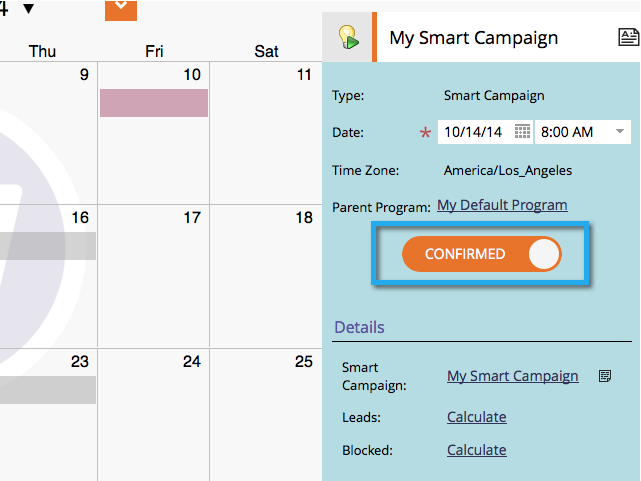 4
Thu Fri Sat
9 10 11
16 17 18
23 24 25
My Smart Campaign
Type: Smart Campaign
Date: * 10/14/14 8:00 AM
Time Zone: America/Los_Angeles
Parent Program: My Default Program
CONFIRMED
Details
Smart
Campaign: My Smart Campaign
Leads: Calculate
Blocked: Calculate